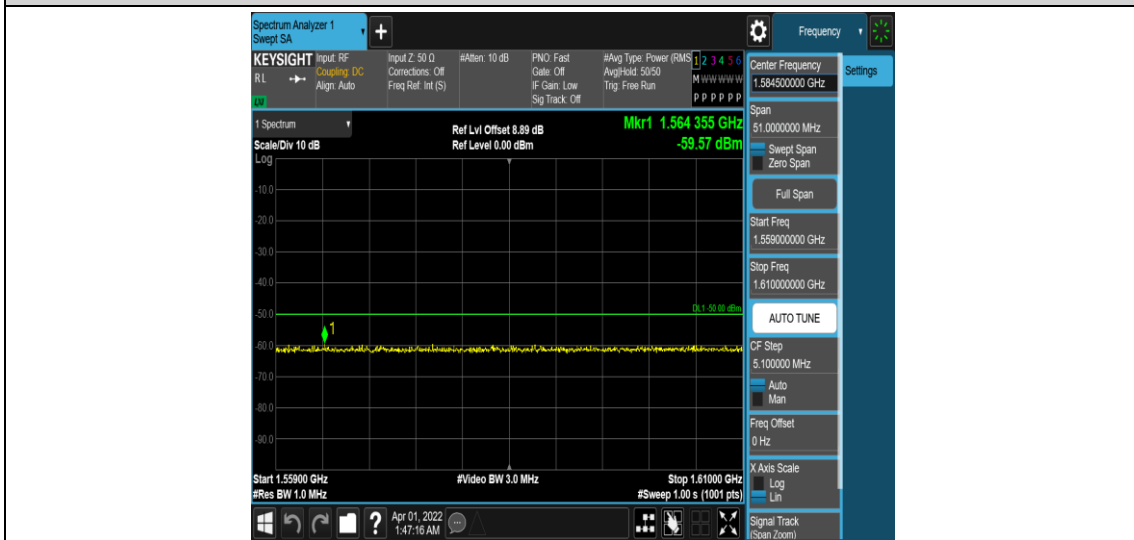 Spectrum Analyzer 1
Swept SA
+
Frequency
KEYSIGHT
RL
LXI
Input: RF
Coupling: DC
Align: Auto
Input Z: 50 Ω
Corrections: Off
Freq Ref: Int (S)
#Atten: 10 dB
PNO: Fast
Gate: Off
IF Gain: Low
Sig Track: Off
#Avg Type: Power (RMS
Avg|Hold: 50/50
Trig: Free Run
1 2 3 4 5 6
M W W W W W
P P P P P P
1 Spectrum
Scale/Div 10 dB
Ref Lvl Offset 8.89 dB
Ref Level 0.00 dBm
Mkr1 1.564 355 GHz
-59.57 dBm
Log
-10.0
-20.0
-30.0
-40.0
-50.0
-60.0
-70.0
-80.0
-90.0
DL1 -50.00 dBm
1
Start 1.55900 GHz
#Res BW 1.0 MHz
#Video BW 3.0 MHz
Stop 1.61000 GHz
#Sweep 1.00 s (1001 pts)
?
Apr 01, 2022
1:47:16 AM
Center Frequency
1.584500000 GHz
Settings
Span
51.0000000 MHz
Swept Span
Zero Span
Full Span
Start Freq
1.559000000 GHz
Stop Freq
1.610000000 GHz
AUTO TUNE
CF Step
5.100000 MHz
Auto
Man
Freq Offset
0 Hz
X Axis Scale
Log
Lin
Signal Track
(Span Zoom)